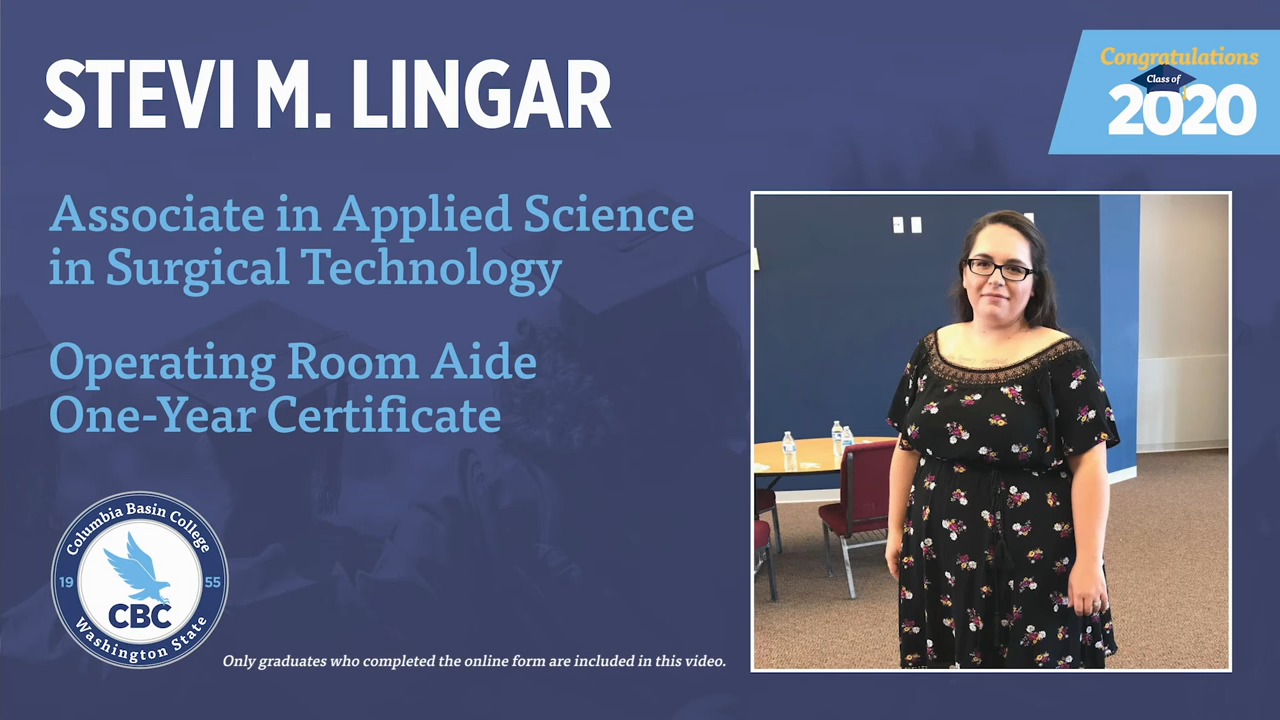 STEVI M. LINGAR
Congratulations
Class of
2020
Associate in Applied Science
in Surgical Technology
Operating Room Aide
One-Year Certificate
Columbia Basin College
19 55
CBC
Washington State
Only graduates who completed the online form are included in this video.